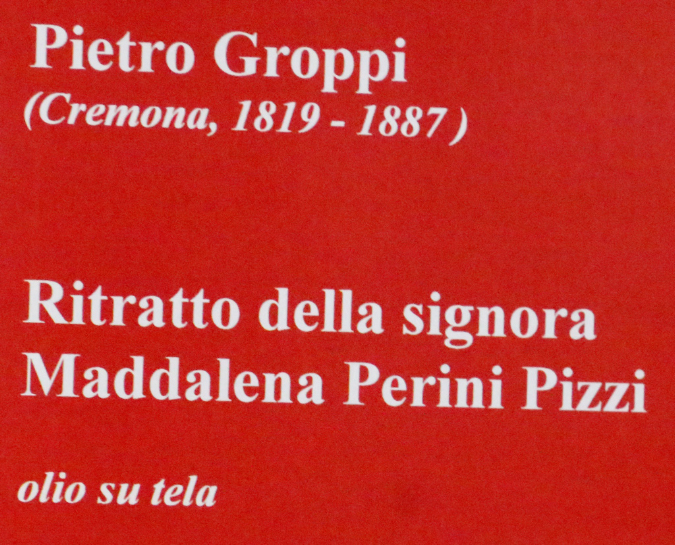 Pietro Groppi
(Cremona, 1819 - 1887)
Ritratto della signora
Maddalena Perini Pizzi
olio su tela